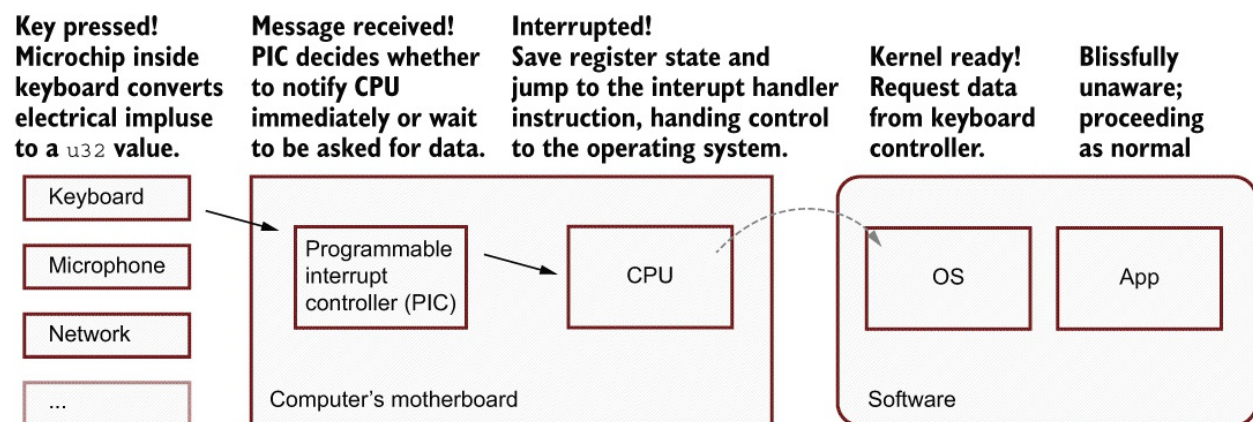 Key pressed!
Microchip inside
keyboard converts
electrical impluse
to a u32 value.
Message received!
PIC decides whether
to notify CPU
immediately or wait
to be asked for data.
Interrupted!
Save register state and
jump to the interupt handler
instruction, handing control
to the operating system.
Kernel ready!
Request data
from keyboard
controller.
Blissfully
unaware;
proceeding
as normal
Keyboard
Microphone
Network
...
Programmable
interrupt
controller (PIC)
CPU
Computer's motherboard
OS
App
Software